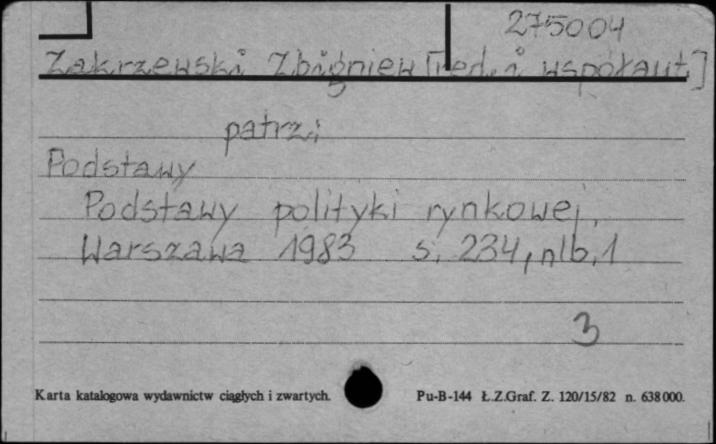 275004
Zakrzewski Zbigniew [red. i współaut.]
patrz:
Podstawy
Podstawy polityki rynkowej.
Warszawa 1983 s. 234, nlb. 1
3
Karta katalogowa wydawnictw ciągłych i zwartych. Pu-B-144 Ł.Z.Graf. Z. 120/15/82 n. 638000.